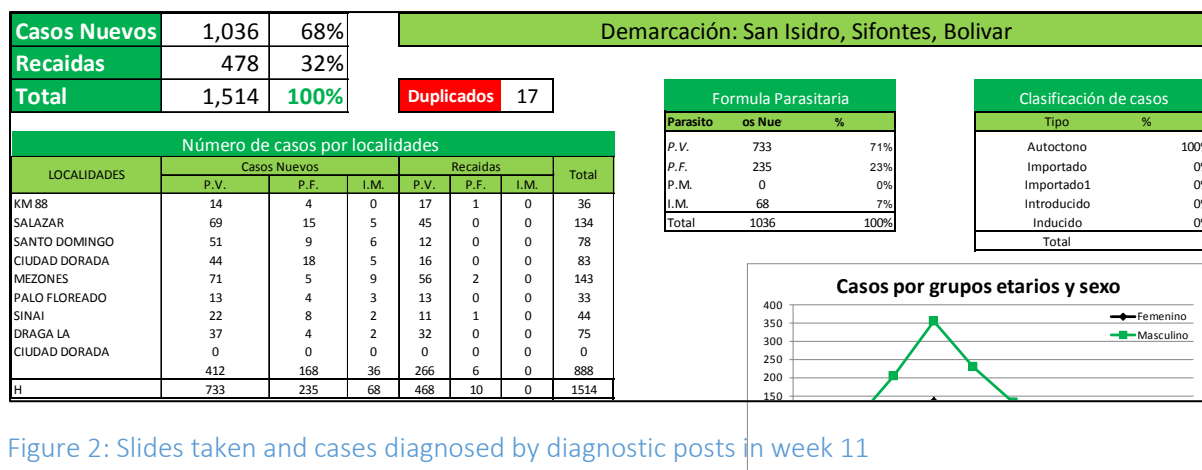 Casos Nuevos 1,036 68%
Recaidas 478 32%
Total 1,514 100%
Demarcación: San Isidro, Sifontes, Bolivar
Duplicados 17
Número de casos por localidades
LOCALIDADES Casos Nuevos Recaidas Total
P.V. P.F. I.M. P.V. P.F. I.M.
KM 88 14 4 0 17 1 0 36
SALAZAR 69 15 5 45 0 0 134
SANTO DOMINGO 51 9 6 12 0 0 78
CIUDAD DORADA 44 18 5 16 0 0 83
MEZONES 71 5 9 56 2 0 143
PALO FLOREADO 13 4 3 13 0 0 33
SINAI 22 8 2 11 1 0 44
DRAGA LA 37 4 2 32 0 0 75
CIUDAD DORADA 0 0 0 0 0 0 0
412 168 36 266 6 0 888
H 733 235 68 468 10 0 1514
Formula Parasitaria
Parasito os Nue %
P.V. 733 71%
P.F. 235 23%
P.M. 0 0%
I.M. 68 7%
Total 1036 100%
Clasificación de casos
Tipo %
Autoctono 100%
Importado 0%
Importado1 0%
Introducido 0%
Inducido 0%
Total
Casos por grupos etarios y sexo
400
350
300
250
200
150
Femenino
Masculino
Figure 2: Slides taken and cases diagnosed by diagnostic posts in week 11